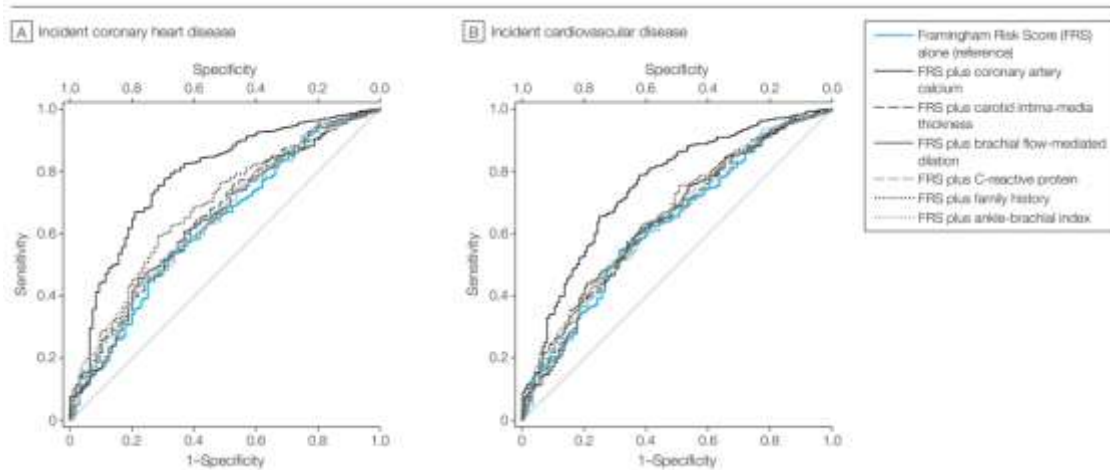 A Incident coronary heart disease
Specificity
1.0 0.8 0.6 0.4 0.2 0.0
1.0
0.8
0.6
0.4
0.2
0
Sensitivity
0 0.2 0.4 0.6 0.8 1.0
1–Specificity
B Incident cardiovascular disease
Specificity
1.0 0.8 0.6 0.4 0.2 0.0
1.0
0.8
0.6
0.4
0.2
0
Sensitivity
0 0.2 0.4 0.6 0.8 1.0
1–Specificity
Framingham Risk Score (FRS)
alone (reference)
FRS plus coronary artery
calcium
FRS plus carotid intima-media
thickness
FRS plus brachial flow-mediated
dilation
FRS plus C-reactive protein
FRS plus family history
FRS plus ankle-brachial index